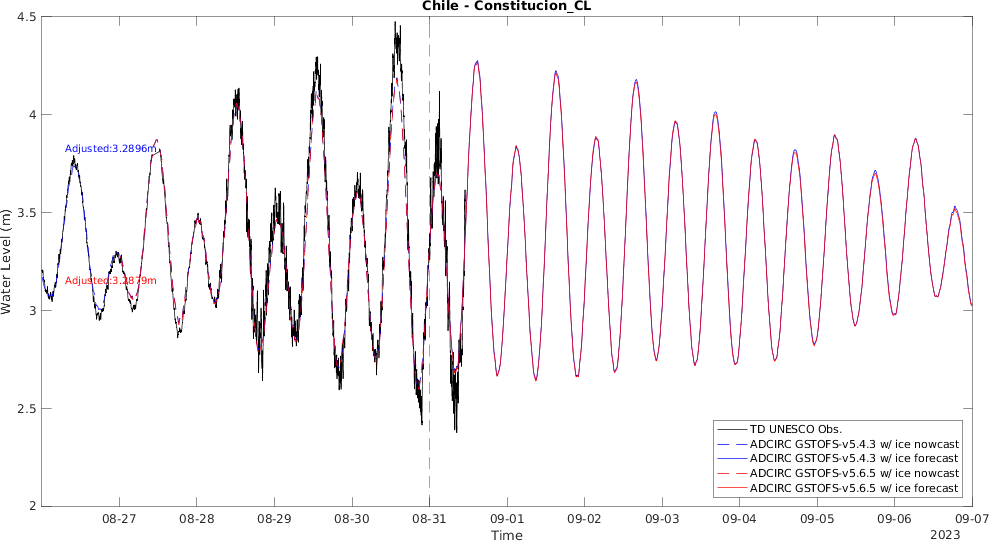 Chile - Constitucion_CL
4.5
4
3.5
3
2.5
2
Water Level (m)
Adjusted:3.2896m
Adjusted:3.2879m
TD UNESCO Obs.
ADCIRC GSTOFS-v5.4.3 w/ ice nowcast
ADCIRC GSTOFS-v5.4.3 w/ ice forecast
ADCIRC GSTOFS-v5.6.5 w/ ice nowcast
ADCIRC GSTOFS-v5.6.5 w/ ice forecast
08-27 08-28 08-29 08-30 08-31 09-01 09-02 09-03 09-04 09-05 09-06 09-07
Time
2023